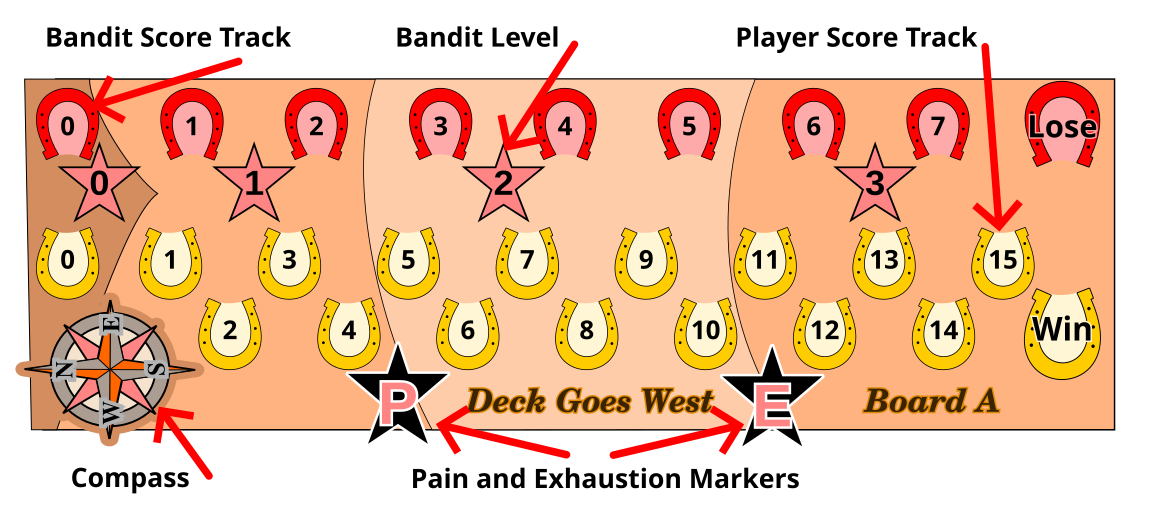 Bandit Score Track Bandit Level Player Score Track
0 1 2 3 4 5 6 7 Lose
0 1 2 3
0 1 3 5 7 9 11 13 15
2 4 6 8 10 12 14 Win
E
N S
W
P Deck Goes West E Board A
Compass Pain and Exhaustion Markers